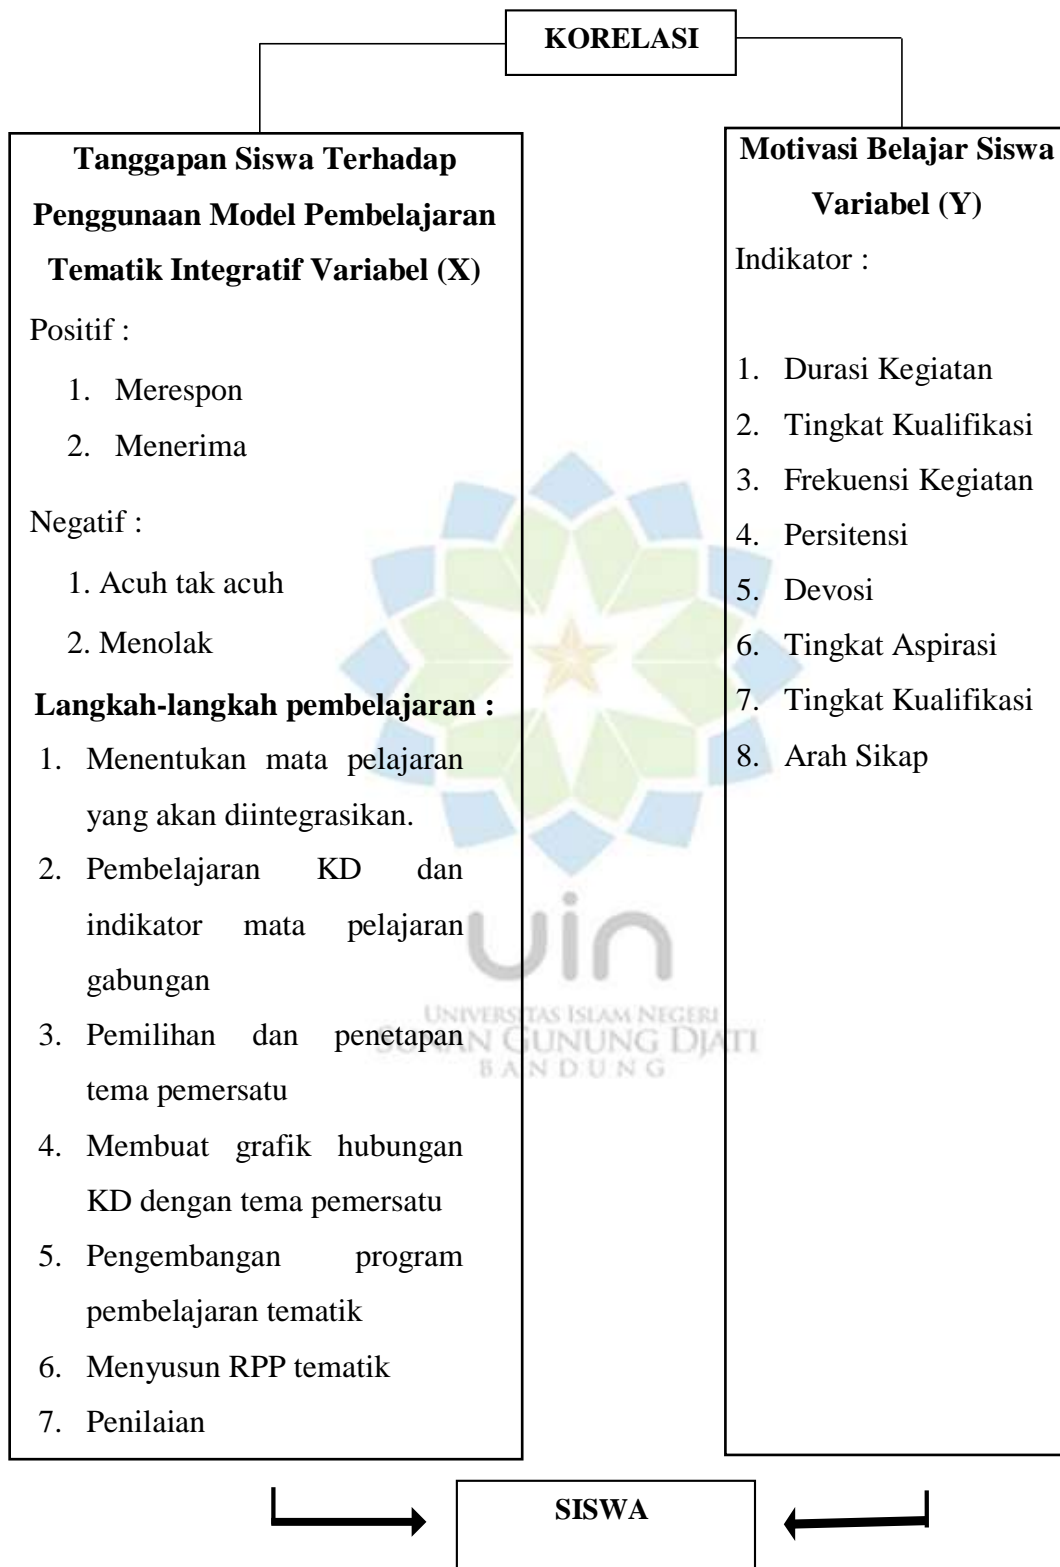 KORELASI
Tanggapan Siswa Terhadap
Penggunaan Model Pembelajaran
Tematik Integratif Variabel (X)
Positif :
1. Merespon
2. Menerima
Negatif :
1. Acuh tak acuh
2. Menolak
Langkah-langkah pembelajaran :
1. Menentukan mata pelajaran
yang akan diintegrasikan.
2. Pembelajaran KD dan
indikator mata pelajaran
gabungan
3. Pemilihan dan penetapan
tema pemersatu
4. Membuat grafik hubungan
KD dengan tema pemersatu
5. Pengembangan program
pembelajaran tematik
6. Menyusun RPP tematik
7. Penilaian
Motivasi Belajar Siswa
Variabel (Y)
Indikator :
1. Durasi Kegiatan
2. Tingkat Kualifikasi
3. Frekuensi Kegiatan
4. Persitensi
5. Devosi
6. Tingkat Aspirasi
7. Tingkat Kualifikasi
8. Arah Sikap
uin
UNIVERSITAS ISLAM NEGERI
SUNAN GUNUNG DJATI
BANDUNG
SISWA